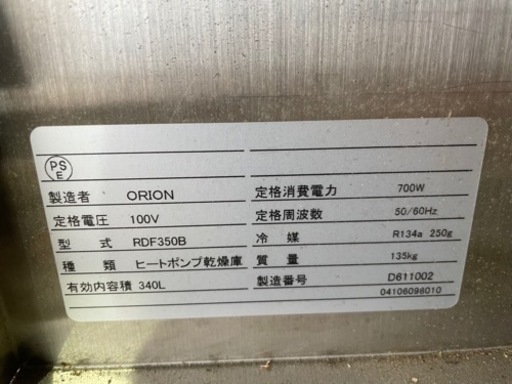 PS
E
製造者 ORION 定格消費電力 700W
定格電圧 100V 定格周波数 50/60Hz
型式 RDF350B 冷媒 R134a 250g
種類 ヒートポンプ乾燥庫 質量 135kg
有効内容積 340L 製造番号 D611002
04106098010